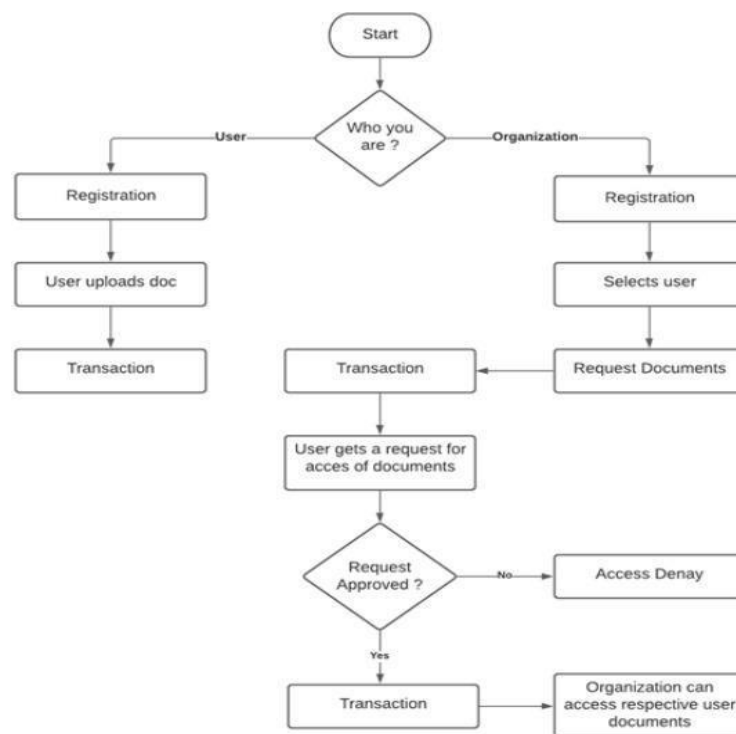 Start
Who you
are ?
User
Organization
Registration
Registration
User uploads doc
Selects user
Transaction
Transaction
Request Documents
User gets a request for
acces of documents
Request
Approved ?
No
Access Denay
Yes
Transaction
Organization can
access respective user
documents